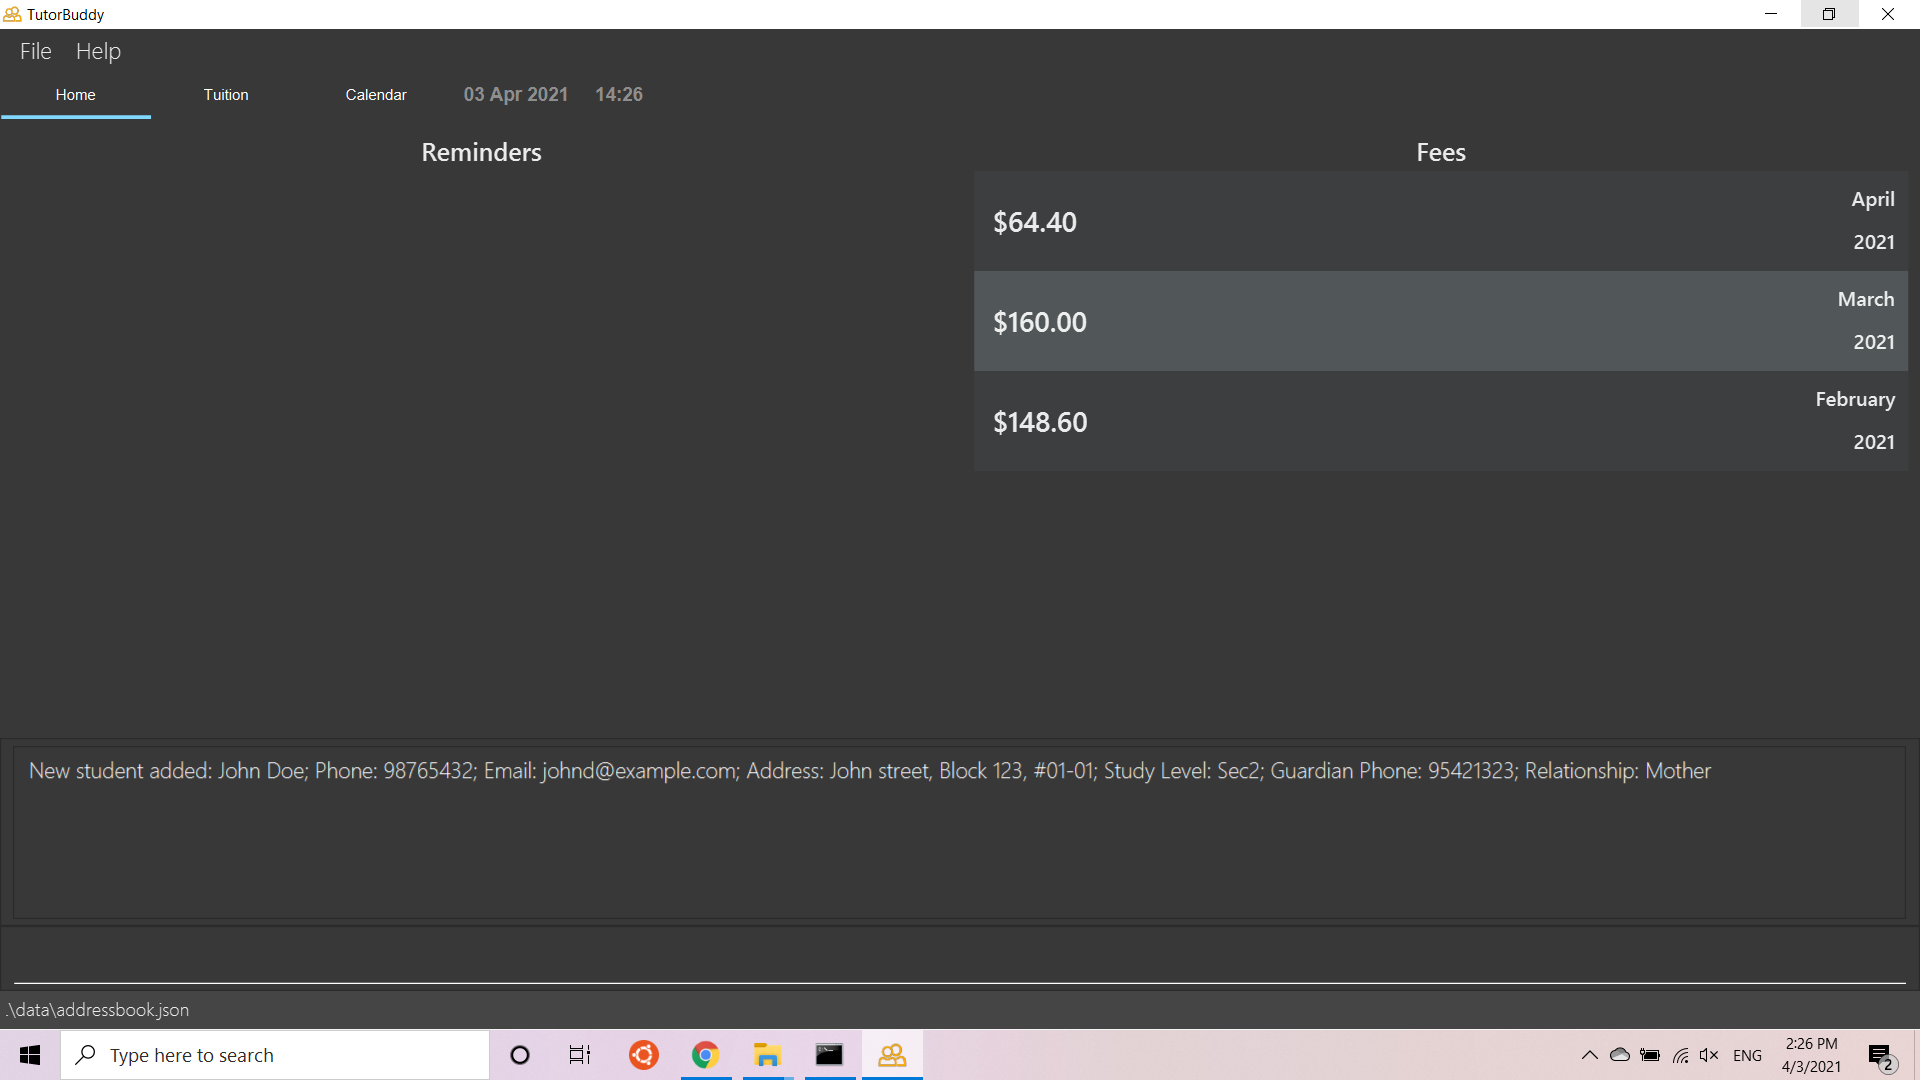 TutorBuddy
File Help
Home Tuition Calendar 03 Apr 2021 14:26
Reminders
Fees
$64.40
April
2021
$160.00
March
2021
$148.60
February
2021
New student added: John Doe; Phone: 98765432; Email: johnd@example.com; Address: John street, Block 123, #01-01; Study Level: Sec2; Guardian Phone: 95421323; Relationship: Mother
.\data\addressbook.json
Type here to search
ENG
2:26 PM
4/3/2021
2